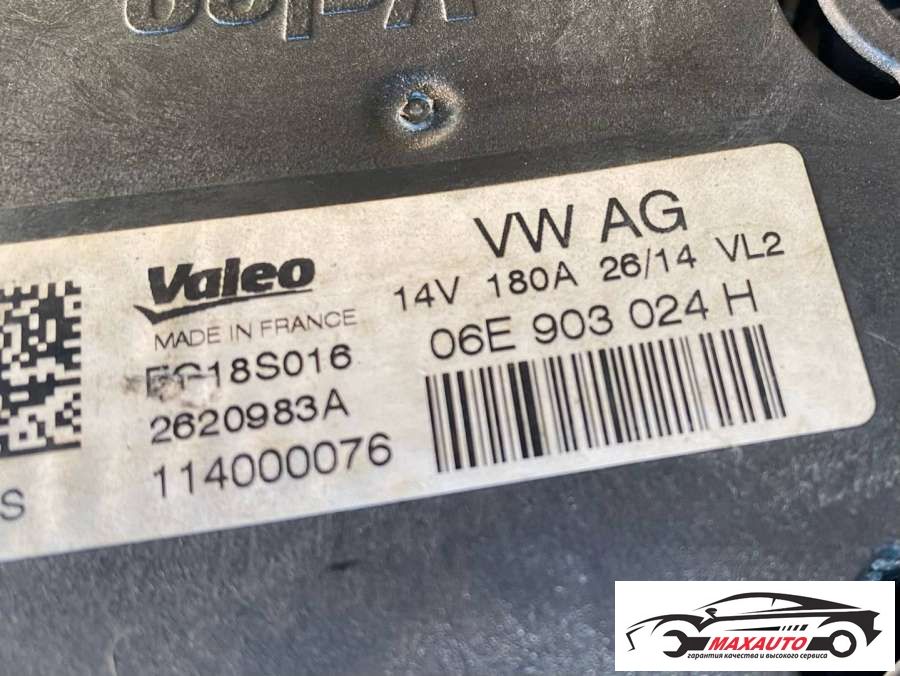 VW AG
Valeo
14V 180A 26/14 VL2
MADE IN FRANCE
06E 903 024 H
18S016
2620983A
114000076
S
MAXAUTO
гарантия качества и высокого сервиса